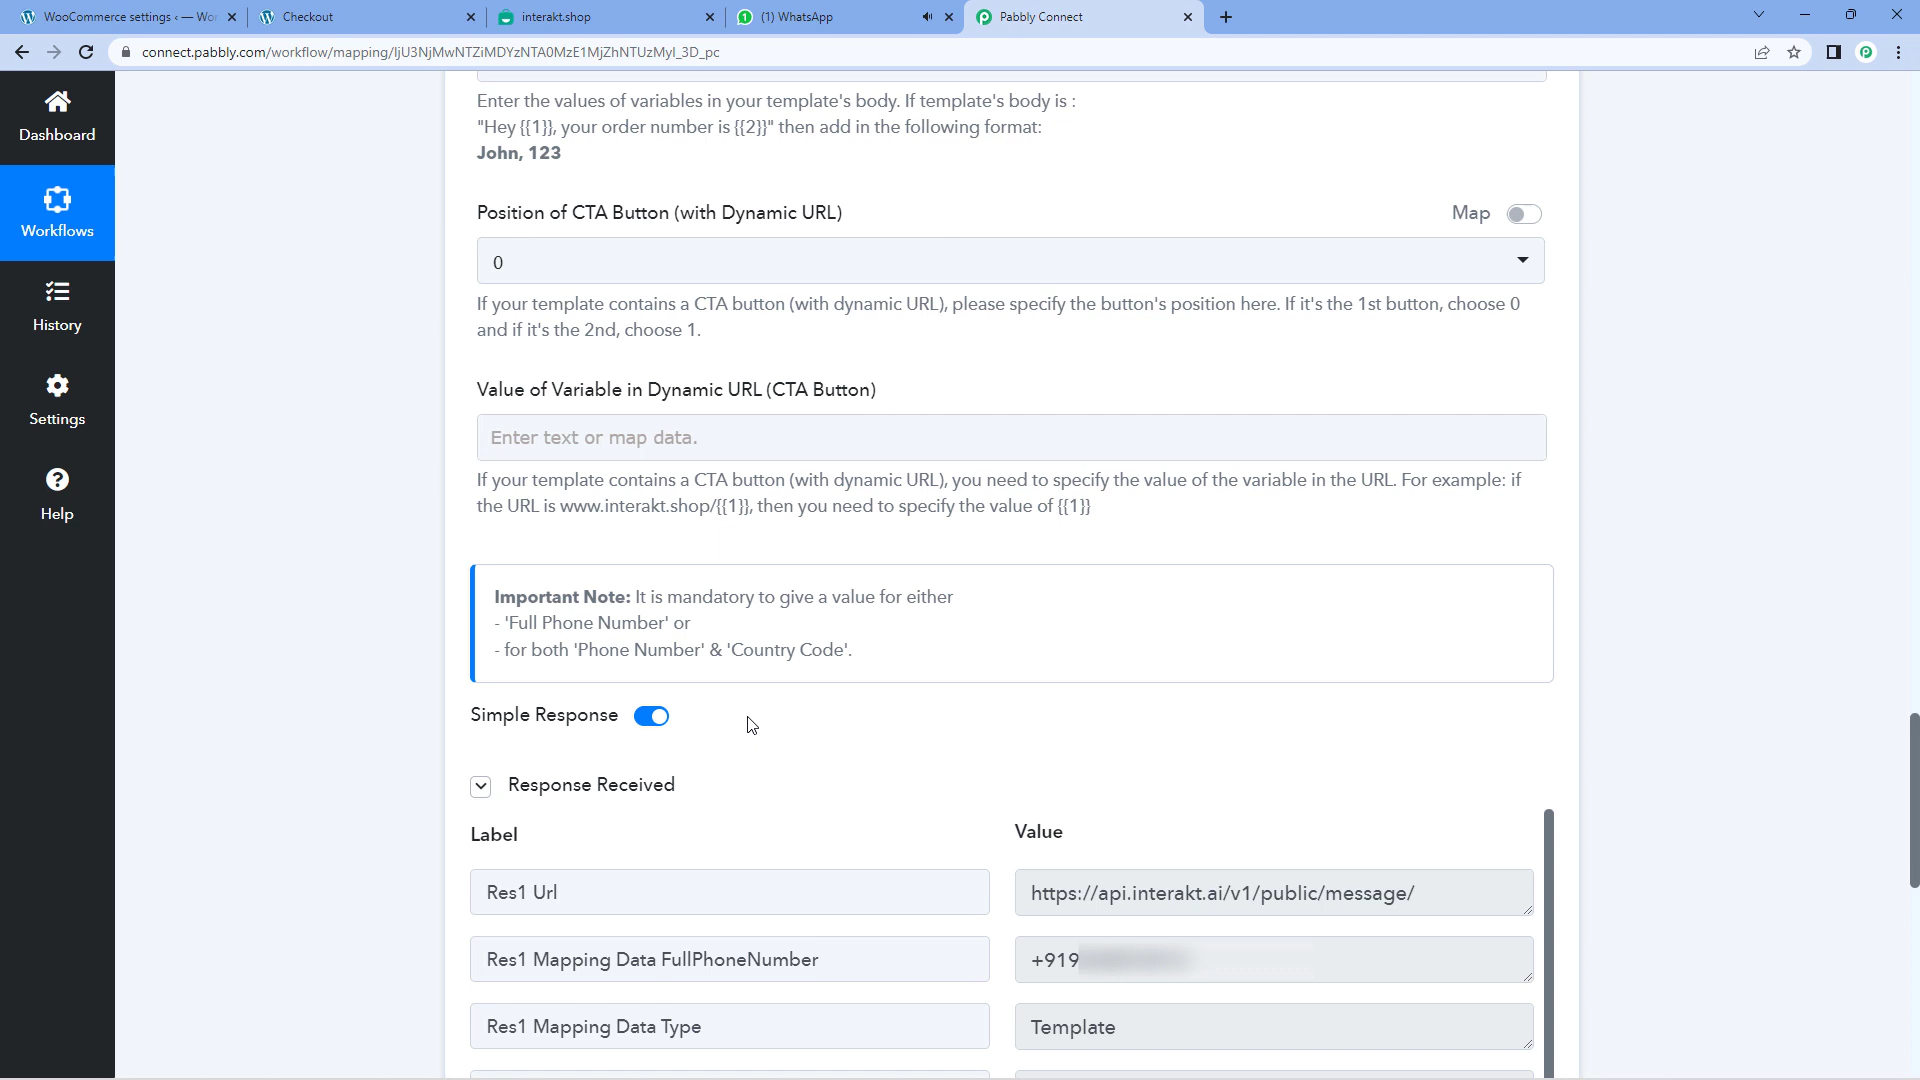 WooCommerce settings ‹ — Wor
Checkout
interakt.shop
(1) WhatsApp
Pabbly Connect
connect.pabbly.com/workflow/mapping/IjU3NjMwNTZiMDYzNTA0MzE1MjZhNTUzMyI_3D_pc
Dashboard
Workflows
History
Settings
Help
Enter the values of variables in your template's body. If template's body is :
"Hey {{1}}, your order number is {{2}}" then add in the following format:
John, 123
Position of CTA Button (with Dynamic URL)
Map
0
If your template contains a CTA button (with dynamic URL), please specify the button's position here. If it's the 1st button, choose 0
and if it's the 2nd, choose 1.
Value of Variable in Dynamic URL (CTA Button)
Enter text or map data.
If your template contains a CTA button (with dynamic URL), you need to specify the value of the variable in the URL. For example: if
the URL is www.interakt.shop/{{1}}, then you need to specify the value of {{1}}
Important Note: It is mandatory to give a value for either
- 'Full Phone Number' or
- for both 'Phone Number' & 'Country Code'.
Simple Response
Response Received
Label
Value
Res1 Url
https://api.interakt.ai/v1/public/message/
Res1 Mapping Data FullPhoneNumber
+919
Res1 Mapping Data Type
Template